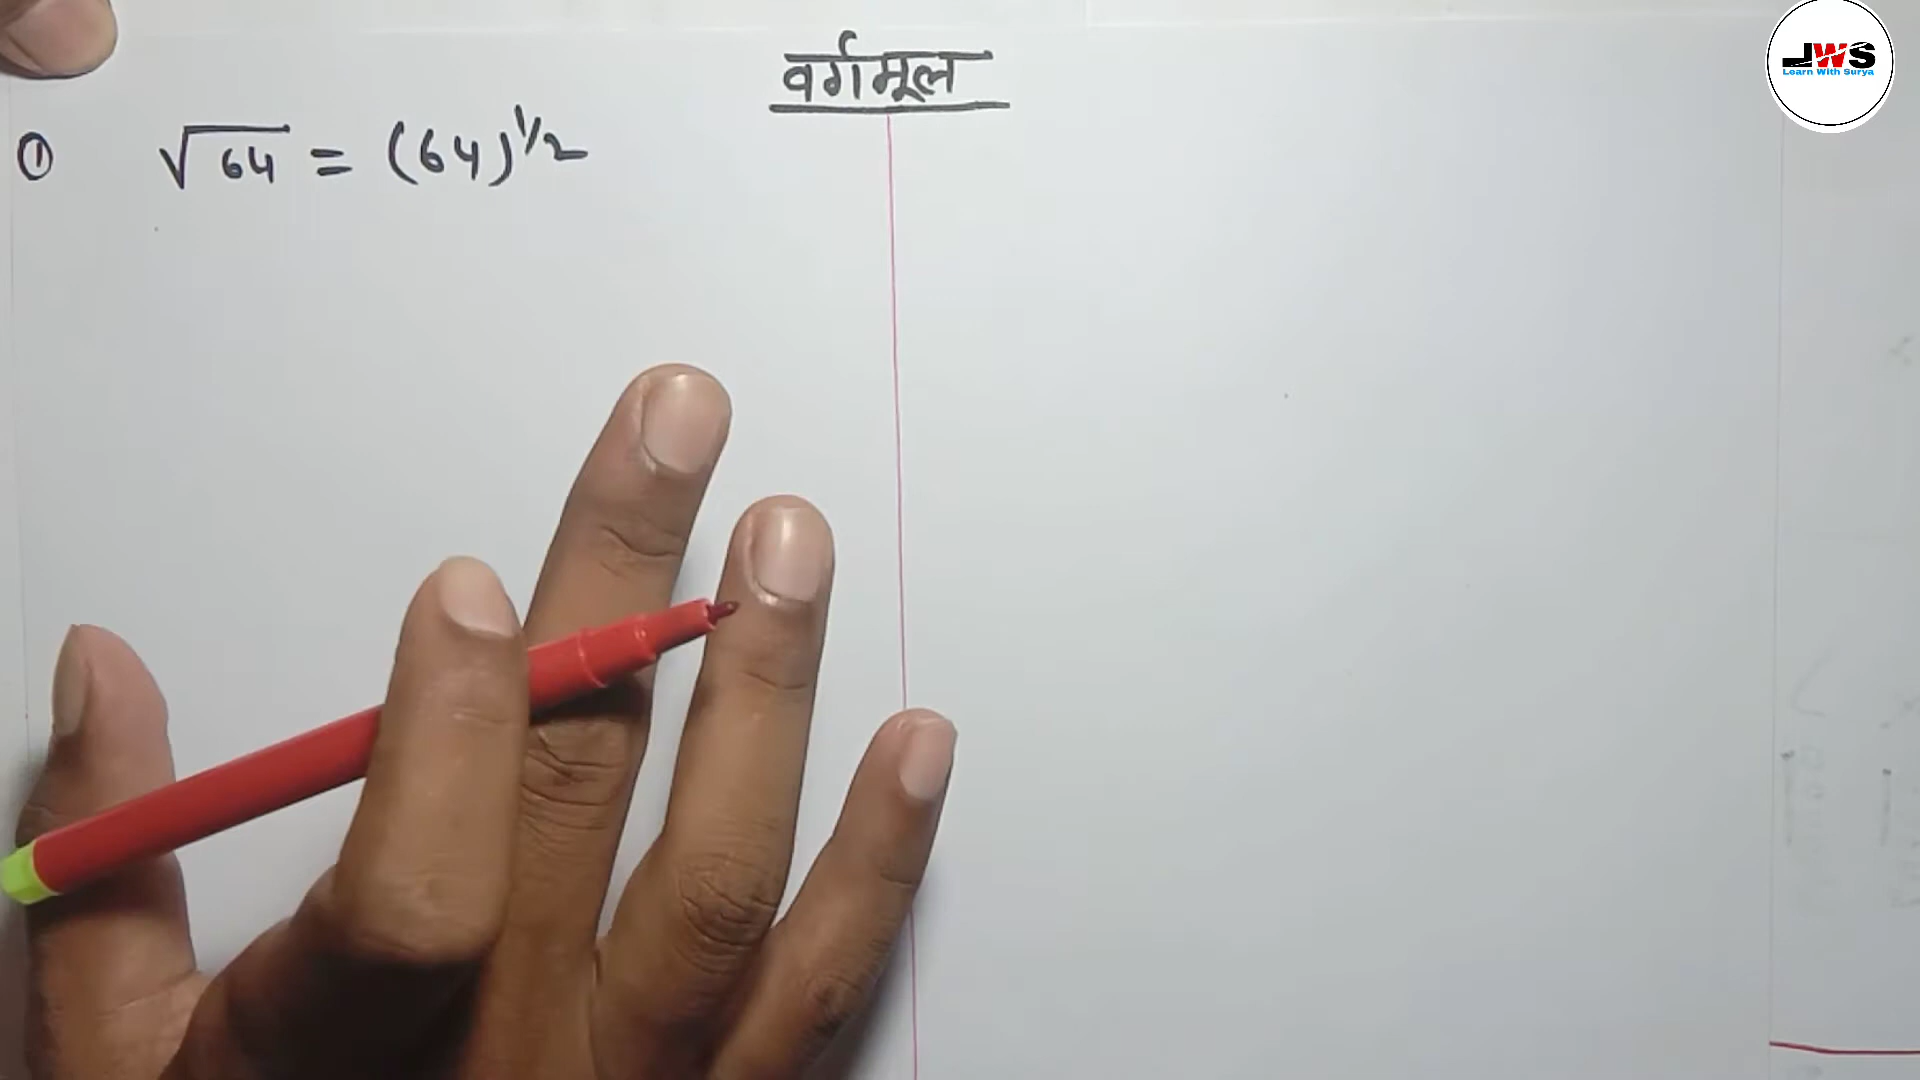 वर्गमूल
① √64 = (64)^1/2
JWS
Learn With Surya